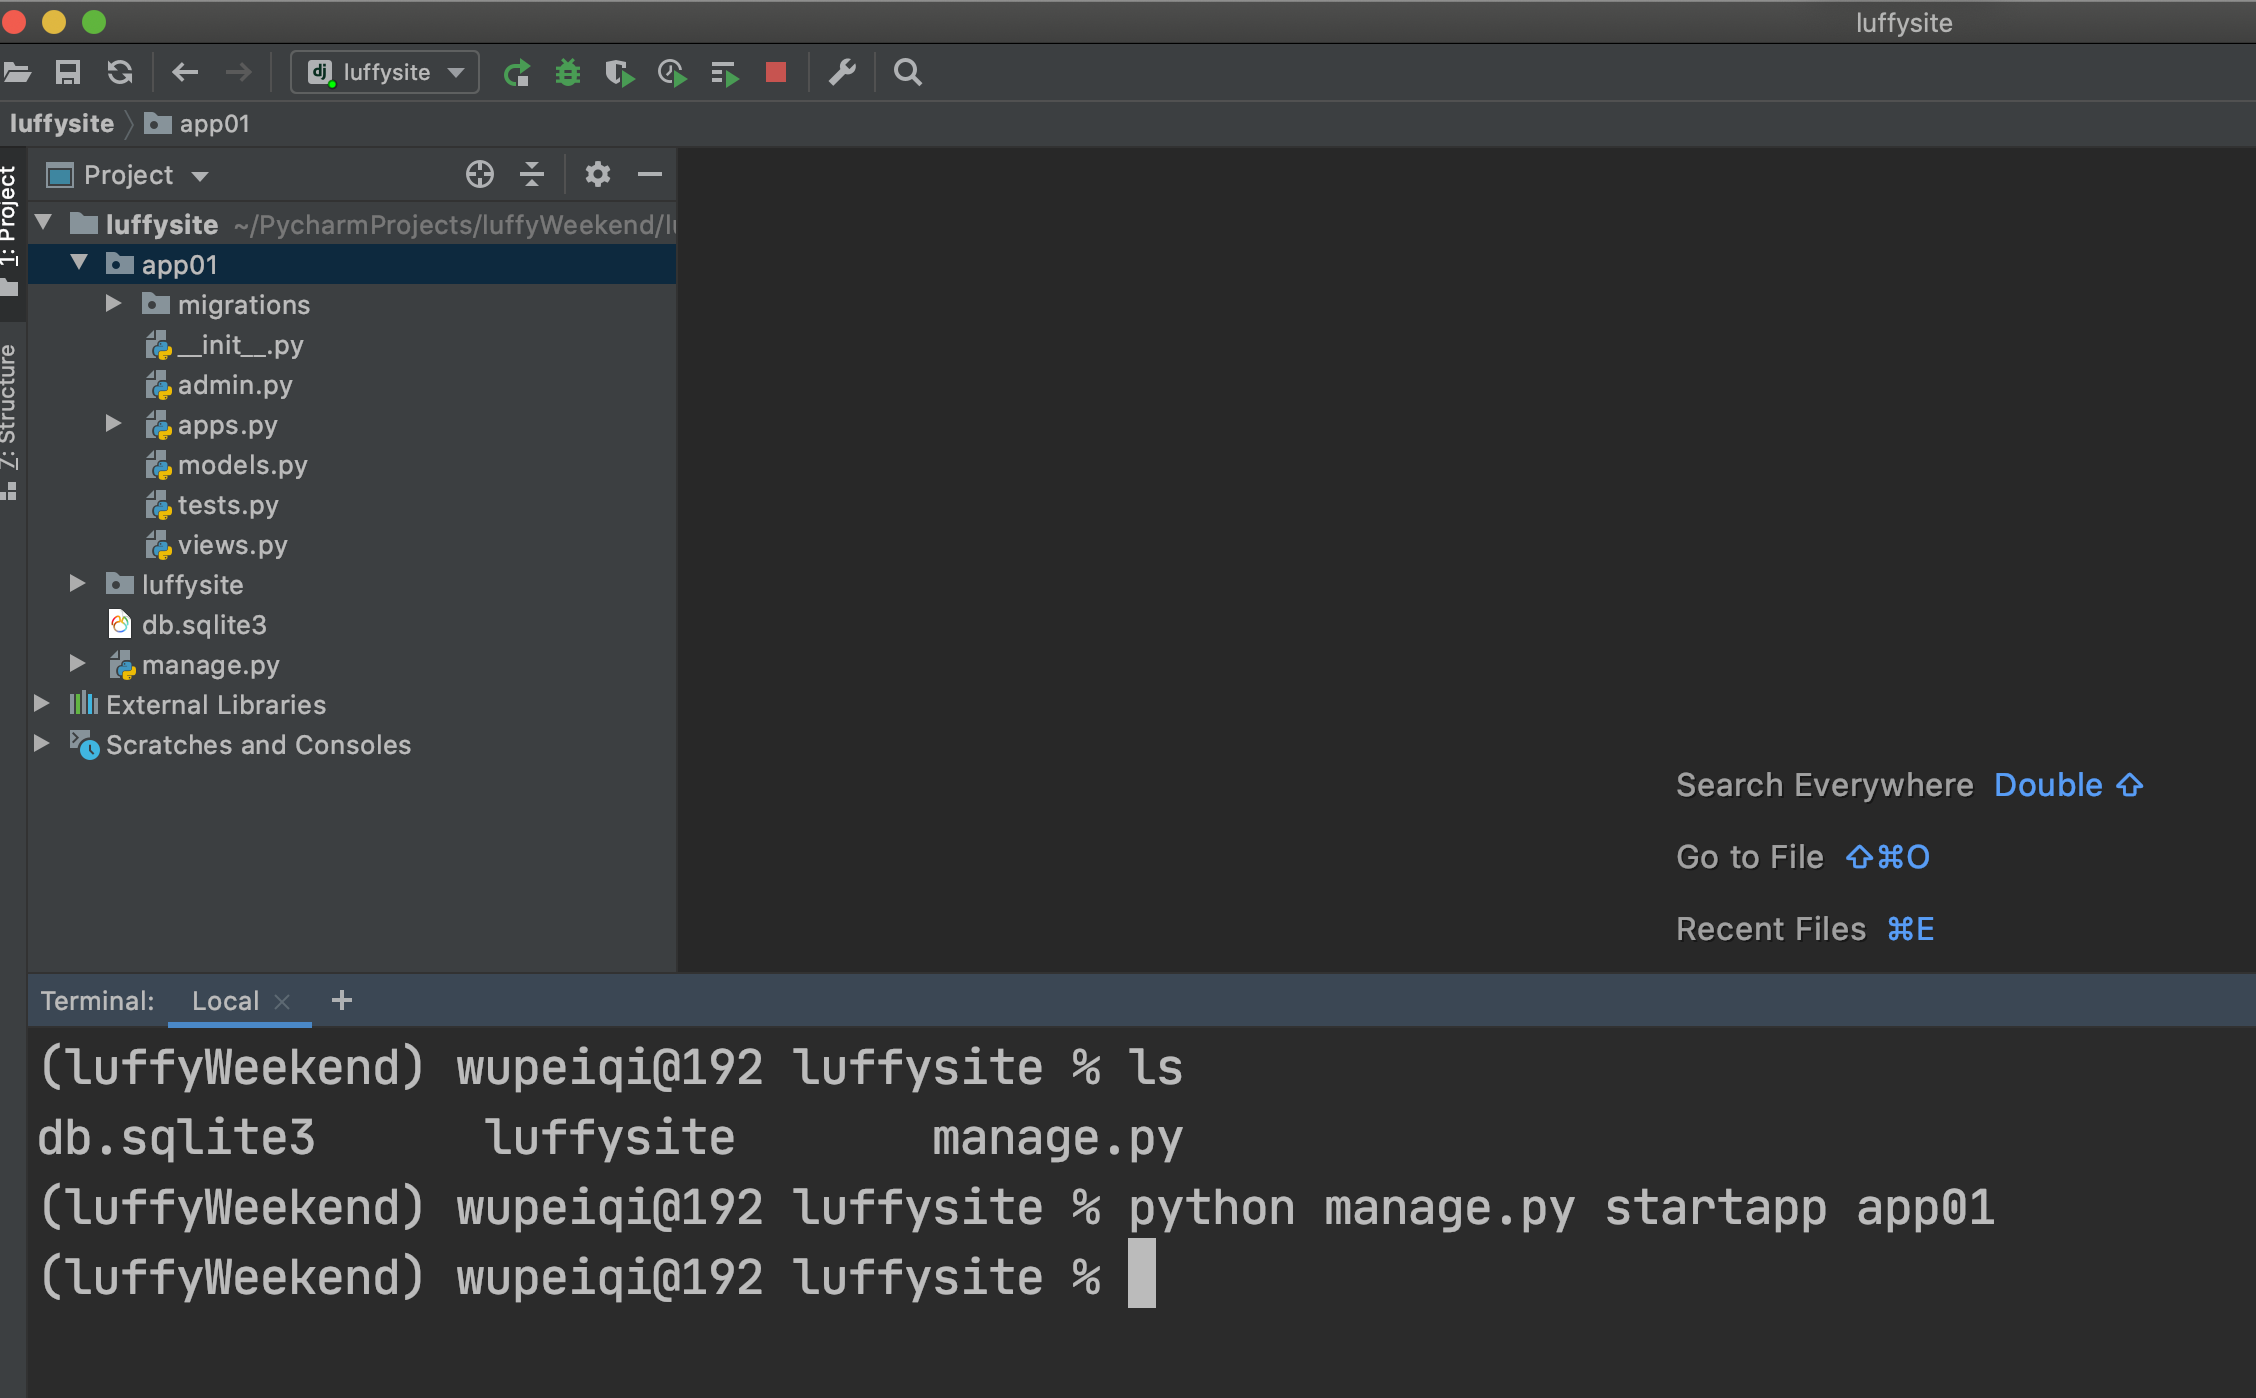 luffysite
luffysite
luffysite app01
1: Project
7: Structure
Project
luffysite ~/PycharmProjects/luffyWeekend/
app01
migrations
__init__.py
admin.py
apps.py
models.py
tests.py
views.py
luffysite
db.sqlite3
manage.py
External Libraries
Scratches and Consoles
Search Everywhere Double ⇧
Go to File ⇧⌘O
Recent Files ⌘E
Terminal: Local × +
(luffyWeekend) wupeiqi@192 luffysite % ls
db.sqlite3 luffysite manage.py
(luffyWeekend) wupeiqi@192 luffysite % python manage.py startapp app01
(luffyWeekend) wupeiqi@192 luffysite %